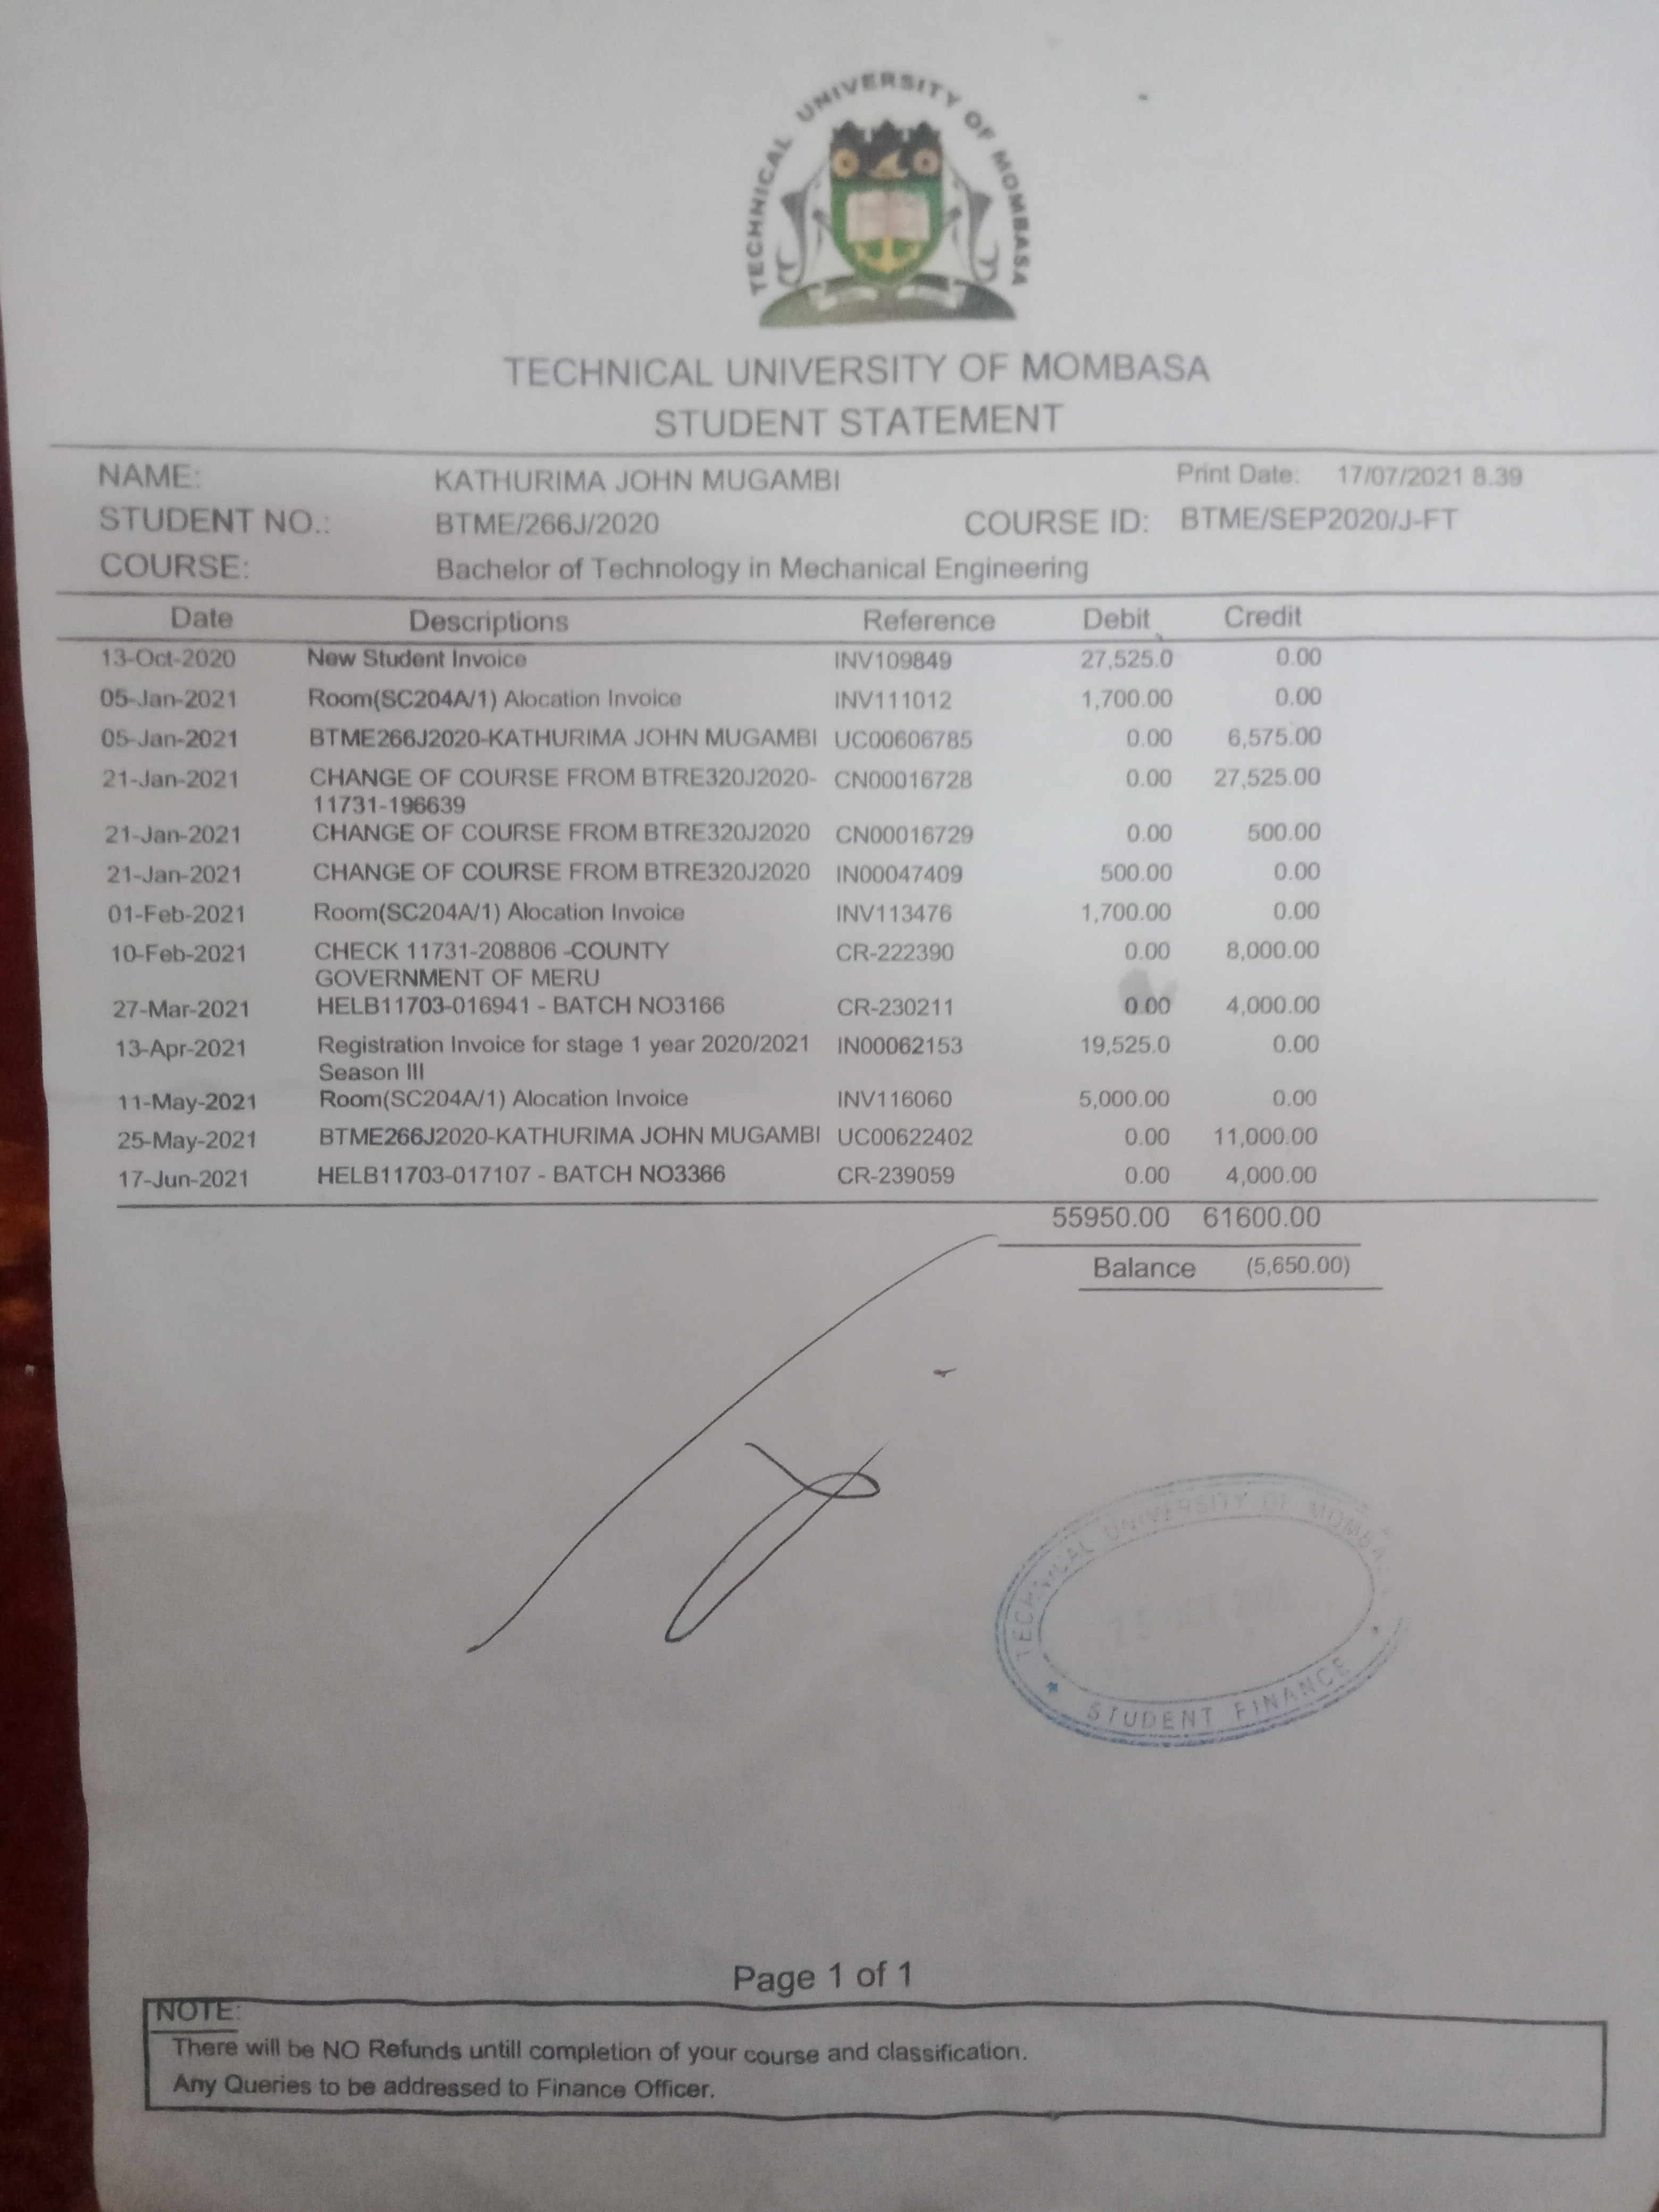 TECHNICAL UNIVERSITY OF MOMBASA
TECHNICAL UNIVERSITY OF MOMBASA
STUDENT STATEMENT
NAME: KATHURIMA JOHN MUGAMBI Print Date: 17/07/2021 8.39
STUDENT NO.: BTME/266J/2020 COURSE ID: BTME/SEP2020/J-FT
COURSE: Bachelor of Technology in Mechanical Engineering
Date Descriptions Reference Debit Credit
13-Oct-2020 New Student Invoice INV109849 27,525.0 0.00
05-Jan-2021 Room(SC204A/1) Alocation Invoice INV111012 1,700.00 0.00
05-Jan-2021 BTME266J2020-KATHURIMA JOHN MUGAMBI UC00606785 0.00 6,575.00
21-Jan-2021 CHANGE OF COURSE FROM BTRE320J2020- CN00016728 0.00 27,525.00
11731-196639
21-Jan-2021 CHANGE OF COURSE FROM BTRE320J2020 CN00016729 0.00 500.00
21-Jan-2021 CHANGE OF COURSE FROM BTRE320J2020 IN00047409 500.00 0.00
01-Feb-2021 Room(SC204A/1) Alocation Invoice INV113476 1,700.00 0.00
10-Feb-2021 CHECK 11731-208806 -COUNTY CR-222390 0.00 8,000.00
GOVERNMENT OF MERU
27-Mar-2021 HELB11703-016941 - BATCH NO3166 CR-230211 0.00 4,000.00
13-Apr-2021 Registration Invoice for stage 1 year 2020/2021 IN00062153 19,525.0 0.00
Season III
11-May-2021 Room(SC204A/1) Alocation Invoice INV116060 5,000.00 0.00
25-May-2021 BTME266J2020-KATHURIMA JOHN MUGAMBI UC00622402 0.00 11,000.00
17-Jun-2021 HELB11703-017107 - BATCH NO3366 CR-239059 0.00 4,000.00
55950.00 61600.00
Balance (5,650.00)
TECHNICAL UNIVERSITY OF
OCT
STUDENT FINANCE
Page 1 of 1
NOTE:
There will be NO Refunds untill completion of your course and classification.
Any Queries to be addressed to Finance Officer.